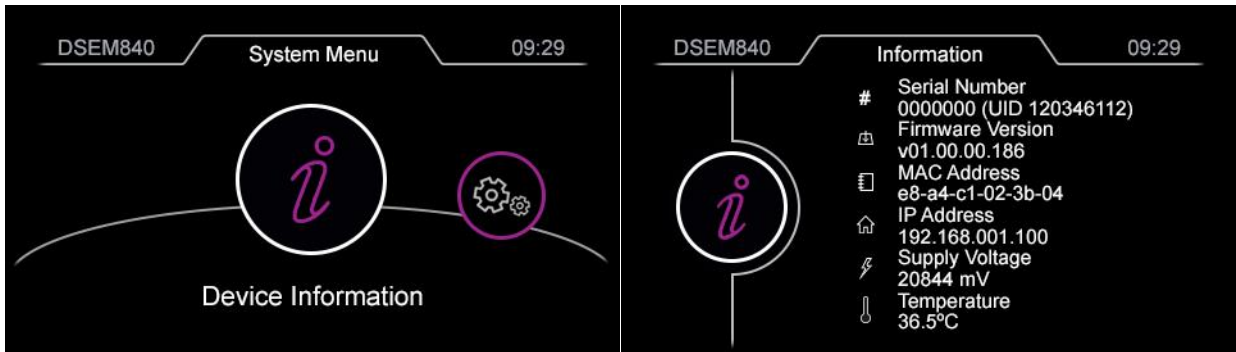 DSEM840
System Menu
09:29
Device Information
DSEM840
Information
09:29
#
Serial Number
0000000 (UID 120346112)
Firmware Version
v01.00.00.186
MAC Address
e8-a4-c1-02-3b-04
IP Address
192.168.001.100
Supply Voltage
20844 mV
Temperature
36.5ºC